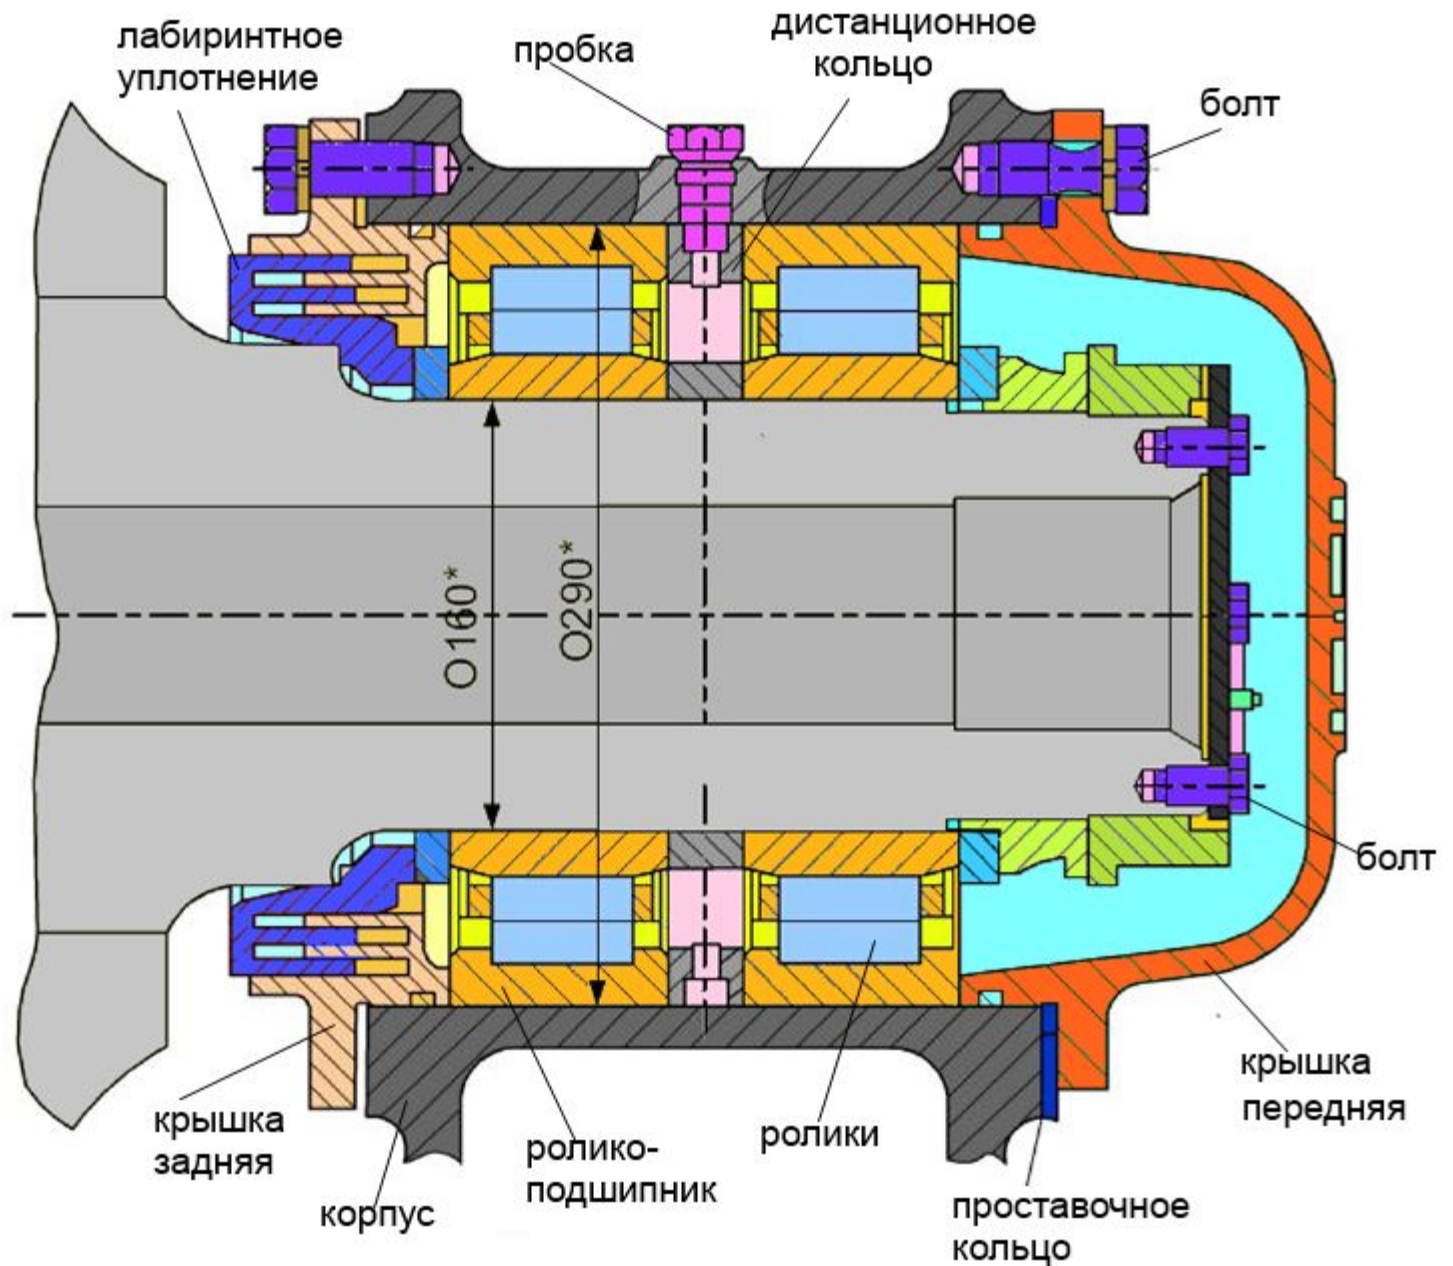 лабиринтное
уплотнение
пробка
дистанционное
кольцо
болт
O160*
O290*
болт
крышка
передняя
крышка
задняя
корпус
ролико-
подшипник
ролики
проставочное
кольцо